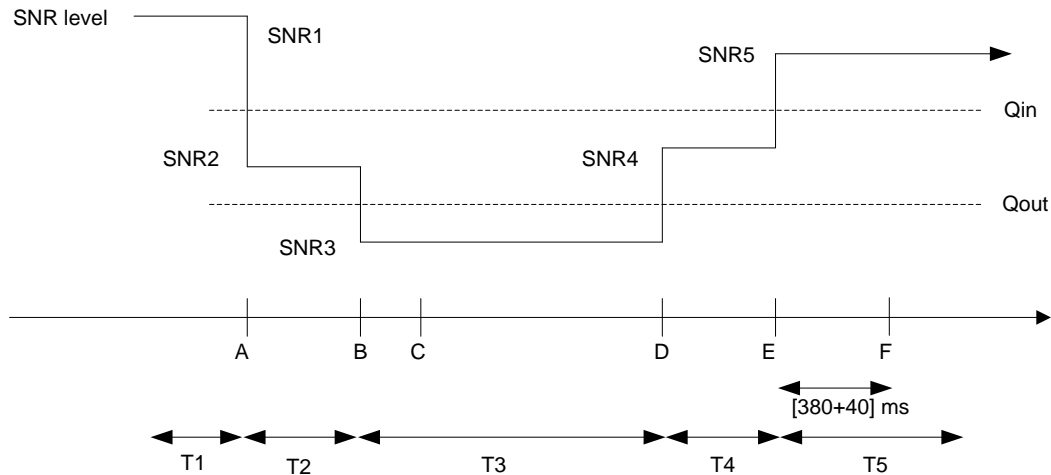 SNR level
SNR1
SNR5
Qin
SNR2
SNR4
Qout
SNR3
A
B
C
D
E
F
[380+40] ms
T1
T2
T3
T4
T5